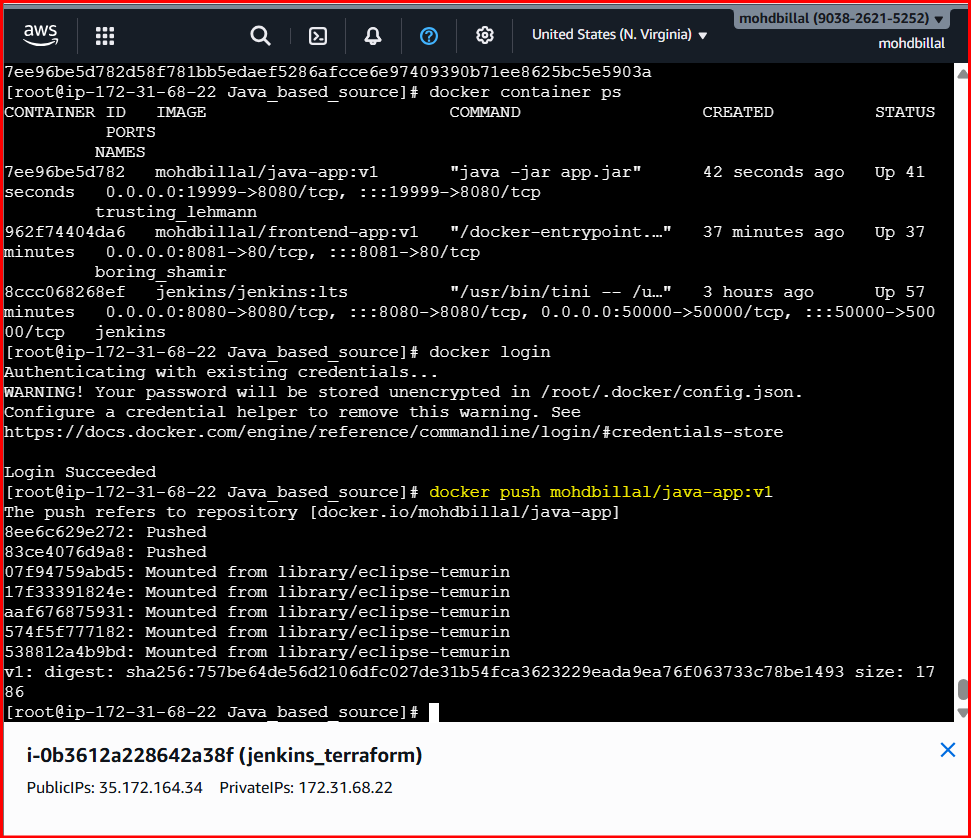 aws
United States (N. Virginia) ▼
mohdbillal (9038-2621-5252) ▼
mohdbillal
7ee96be5d782d58f781bb5edaef5286afcce6e97409390b71ee8625bc5e5903a
[root@ip-172-31-68-22 Java_based_source]# docker container ps
CONTAINER ID   IMAGE                        COMMAND                  CREATED          STATUS
          PORTS
         NAMES
7ee96be5d782   mohdbillal/java-app:v1       "java -jar app.jar"      42 seconds ago   Up 41
seconds   0.0.0.0:19999->8080/tcp, :::19999->8080/tcp
         trusting_lehmann
962f74404da6   mohdbillal/frontend-app:v1   "/docker-entrypoint.…"   37 minutes ago   Up 37
minutes   0.0.0.0:8081->80/tcp, :::8081->80/tcp
         boring_shamir
8ccc068268ef   jenkins/jenkins:lts          "/usr/bin/tini -- /u…"   3 hours ago      Up 57
minutes   0.0.0.0:8080->8080/tcp, :::8080->8080/tcp, 0.0.0.0:50000->50000/tcp, :::50000->500
00/tcp   jenkins
[root@ip-172-31-68-22 Java_based_source]# docker login
Authenticating with existing credentials...
WARNING! Your password will be stored unencrypted in /root/.docker/config.json.
Configure a credential helper to remove this warning. See
https://docs.docker.com/engine/reference/commandline/login/#credentials-store
Login Succeeded
[root@ip-172-31-68-22 Java_based_source]# docker push mohdbillal/java-app:v1
The push refers to repository [docker.io/mohdbillal/java-app]
8ee6c629e272: Pushed
83ce4076d9a8: Pushed
07f94759abd5: Mounted from library/eclipse-temurin
17f33391824e: Mounted from library/eclipse-temurin
aaf676875931: Mounted from library/eclipse-temurin
574f5f777182: Mounted from library/eclipse-temurin
538812a4b9bd: Mounted from library/eclipse-temurin
v1: digest: sha256:757be64de56d2106dfc027de31b54fca3623229eada9ea76f063733c78be1493 size: 17
86
[root@ip-172-31-68-22 Java_based_source]#
i-0b3612a228642a38f (jenkins_terraform)
PublicIPs: 35.172.164.34   PrivateIPs: 172.31.68.22